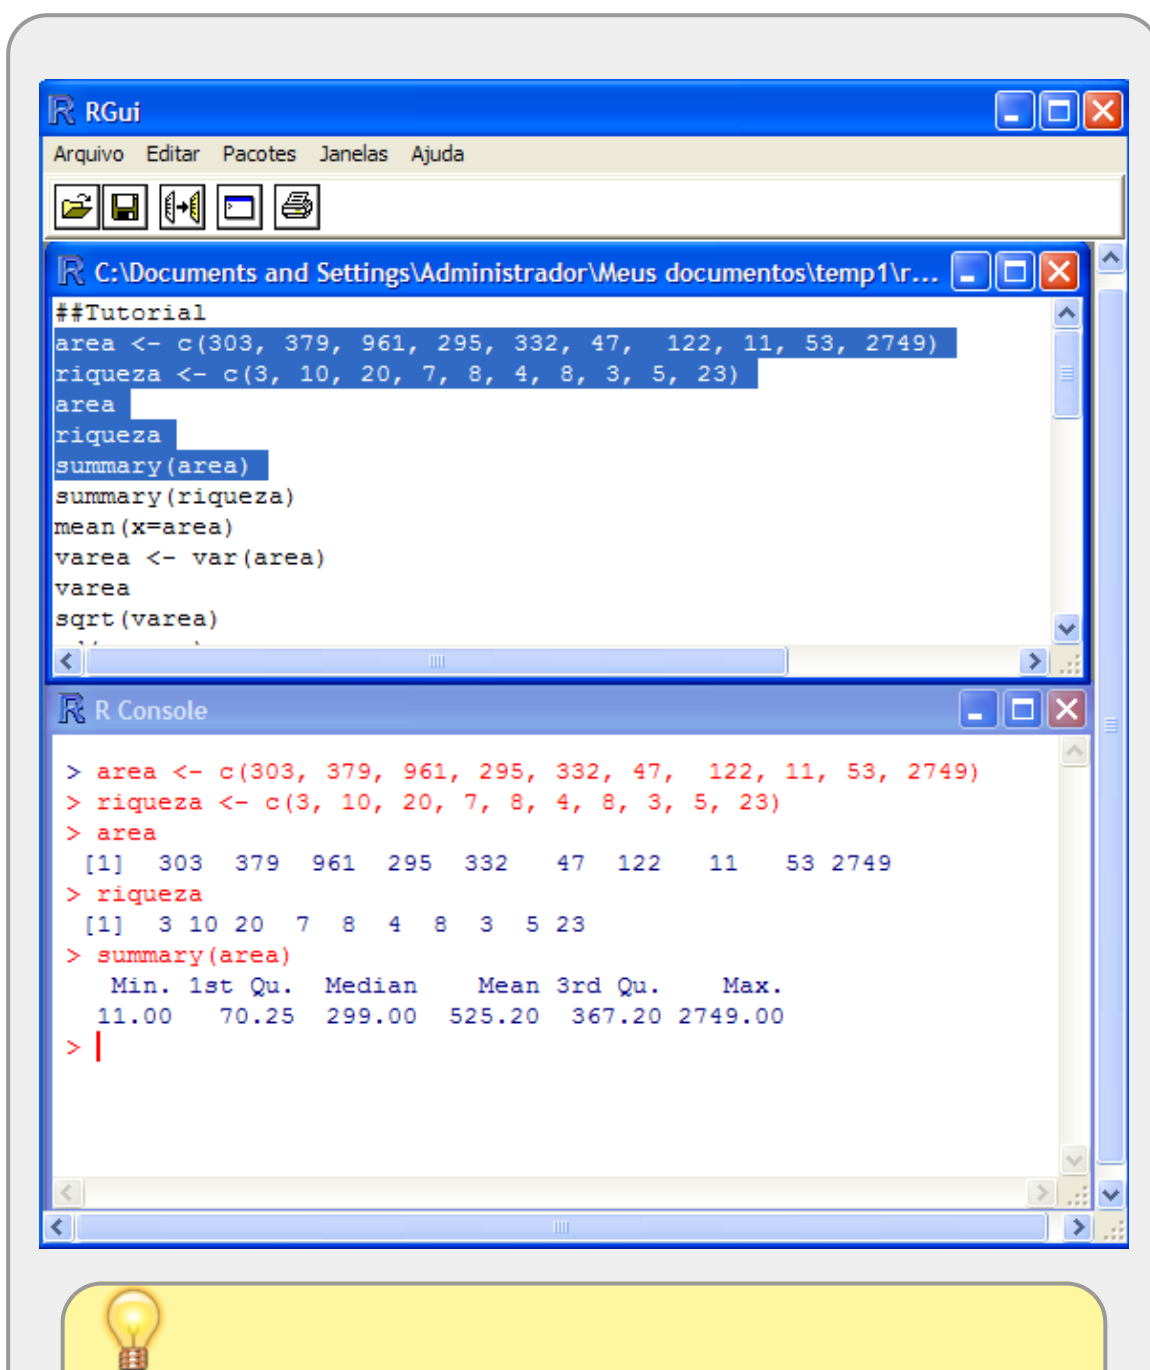 RGui
Arquivo Editar Pacotes Janelas Ajuda
C:\Documents and Settings\Administrador\Meus documentos\temp1\r...
##Tutorial
area <- c(303, 379, 961, 295, 332, 47,  122, 11, 53, 2749)
riqueza <- c(3, 10, 20, 7, 8, 4, 8, 3, 5, 23)
area
riqueza
summary(area)
summary(riqueza)
mean(x=area)
varea <- var(area)
varea
sqrt(varea)
R Console
> area <- c(303, 379, 961, 295, 332, 47,  122, 11, 53, 2749)
> riqueza <- c(3, 10, 20, 7, 8, 4, 8, 3, 5, 23)
> area
 [1]  303  379  961  295  332   47  122   11   53 2749
> riqueza
 [1]  3 10 20  7  8  4  8  3  5 23
> summary(area)
   Min. 1st Qu.  Median    Mean 3rd Qu.    Max.
  11.00   70.25  299.00  525.20  367.20 2749.00
>